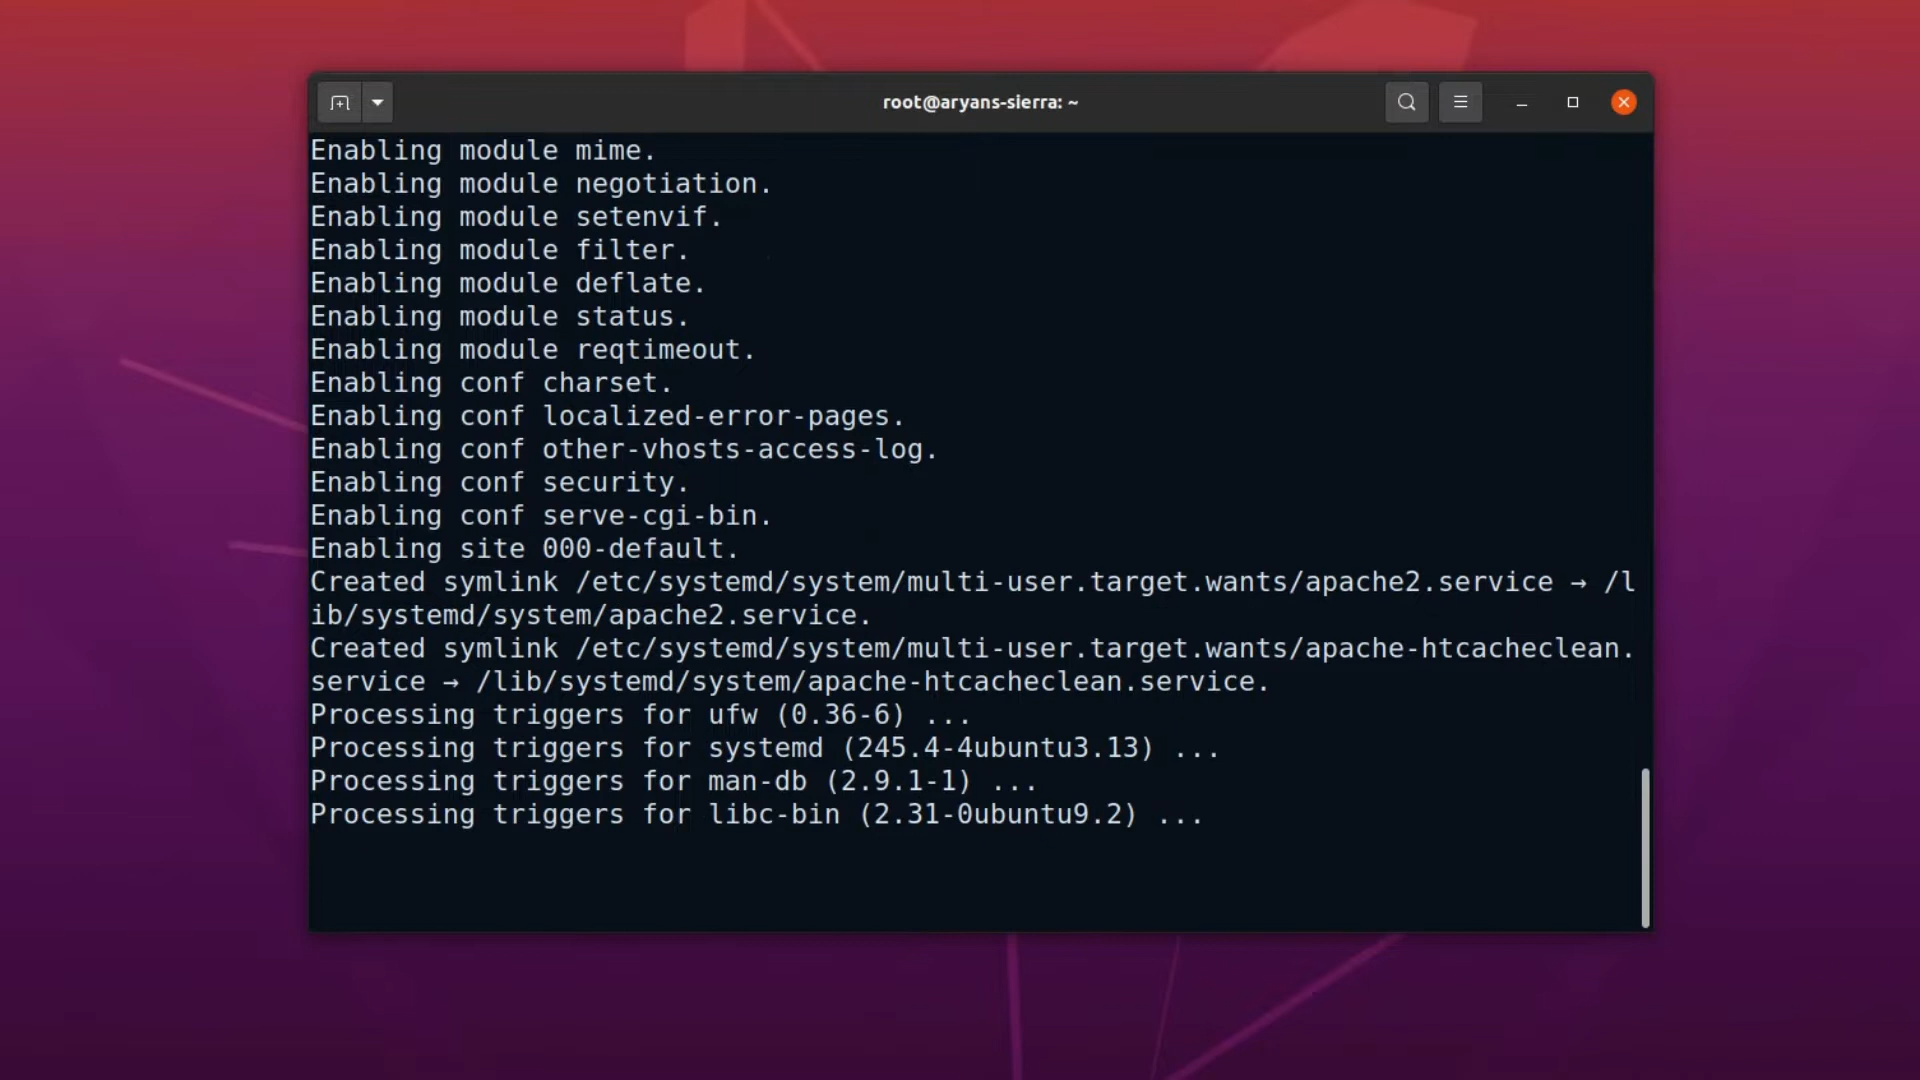 root@aryans-sierra: ~
Enabling module mime.
Enabling module negotiation.
Enabling module setenvif.
Enabling module filter.
Enabling module deflate.
Enabling module status.
Enabling module reqtimeout.
Enabling conf charset.
Enabling conf localized-error-pages.
Enabling conf other-vhosts-access-log.
Enabling conf security.
Enabling conf serve-cgi-bin.
Enabling site 000-default.
Created symlink /etc/systemd/system/multi-user.target.wants/apache2.service → /l
ib/systemd/system/apache2.service.
Created symlink /etc/systemd/system/multi-user.target.wants/apache-htcacheclean.
service → /lib/systemd/system/apache-htcacheclean.service.
Processing triggers for ufw (0.36-6) ...
Processing triggers for systemd (245.4-4ubuntu3.13) ...
Processing triggers for man-db (2.9.1-1) ...
Processing triggers for libc-bin (2.31-0ubuntu9.2) ...